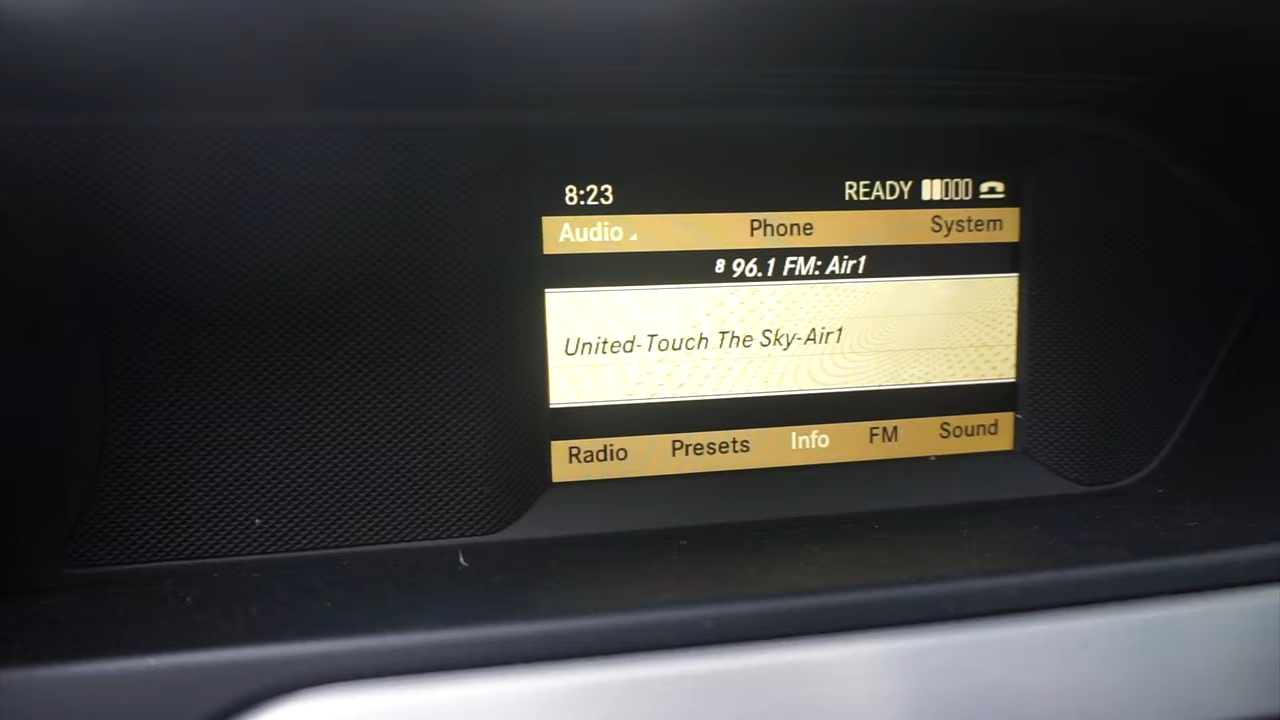 8:23 READY
Audio Phone System
8 96.1 FM: Air1
United-Touch The Sky-Air1
Radio Presets Info FM Sound